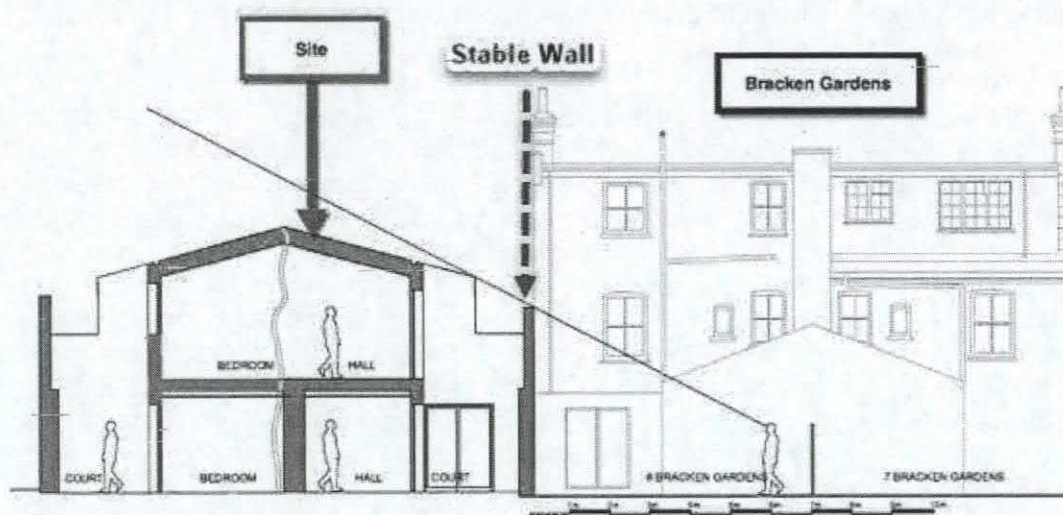 Site
Stable Wall
Bracken Gardens
BEDROOM HALL
COURT BEDROOM HALL COURT 6 BRACKEN GARDENS 7 BRACKEN GARDENS